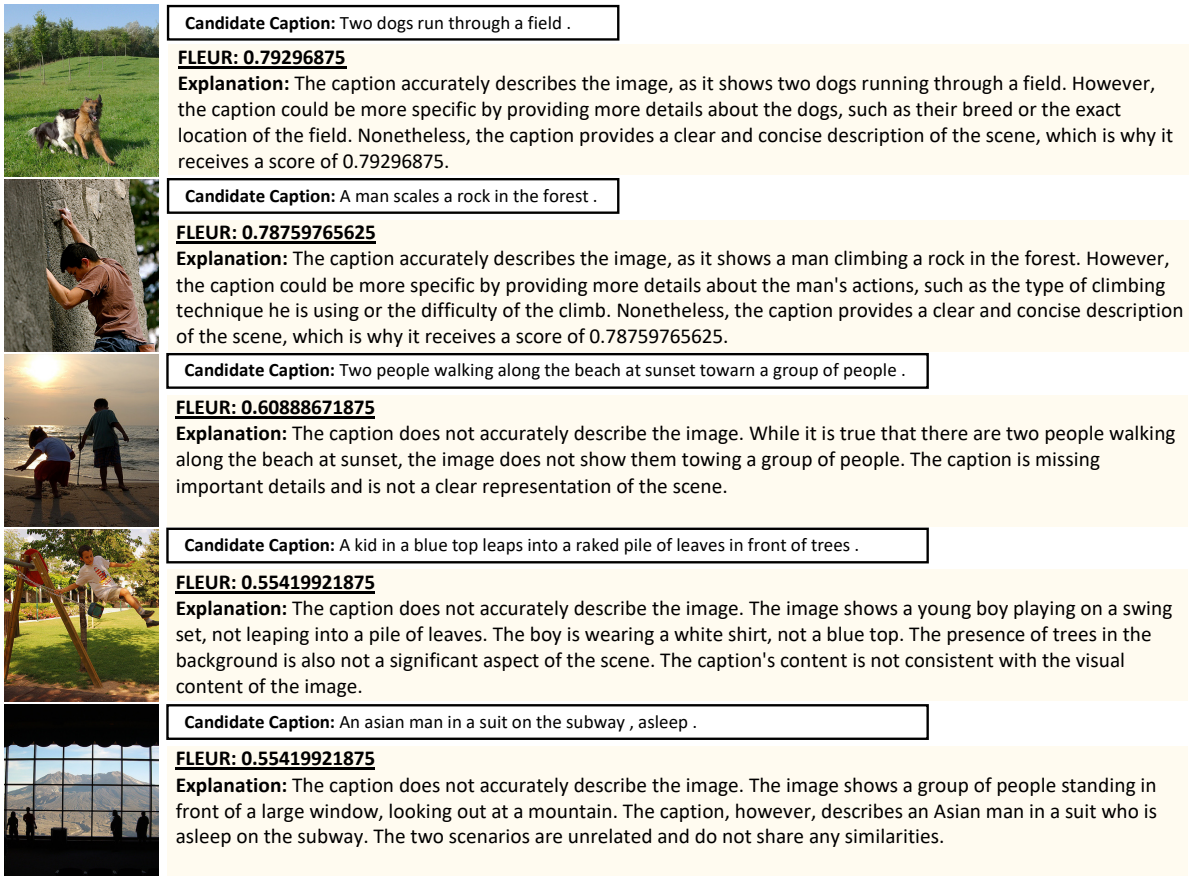 Candidate Caption: Two dogs run through a field .
FLEUR: 0.79296875
Explanation: The caption accurately describes the image, as it shows two dogs running through a field. However,
the caption could be more specific by providing more details about the dogs, such as their breed or the exact
location of the field. Nonetheless, the caption provides a clear and concise description of the scene, which is why it
receives a score of 0.79296875.
Candidate Caption: A man scales a rock in the forest .
FLEUR: 0.78759765625
Explanation: The caption accurately describes the image, as it shows a man climbing a rock in the forest. However,
the caption could be more specific by providing more details about the man's actions, such as the type of climbing
technique he is using or the difficulty of the climb. Nonetheless, the caption provides a clear and concise description
of the scene, which is why it receives a score of 0.78759765625.
Candidate Caption: Two people walking along the beach at sunset towarn a group of people .
FLEUR: 0.60888671875
Explanation: The caption does not accurately describe the image. While it is true that there are two people walking
along the beach at sunset, the image does not show them towing a group of people. The caption is missing
important details and is not a clear representation of the scene.
Candidate Caption: A kid in a blue top leaps into a raked pile of leaves in front of trees .
FLEUR: 0.55419921875
Explanation: The caption does not accurately describe the image. The image shows a young boy playing on a swing
set, not leaping into a pile of leaves. The boy is wearing a white shirt, not a blue top. The presence of trees in the
background is also not a significant aspect of the scene. The caption's content is not consistent with the visual
content of the image.
Candidate Caption: An asian man in a suit on the subway , asleep .
FLEUR: 0.55419921875
Explanation: The caption does not accurately describe the image. The image shows a group of people standing in
front of a large window, looking out at a mountain. The caption, however, describes an Asian man in a suit who is
asleep on the subway. The two scenarios are unrelated and do not share any similarities.